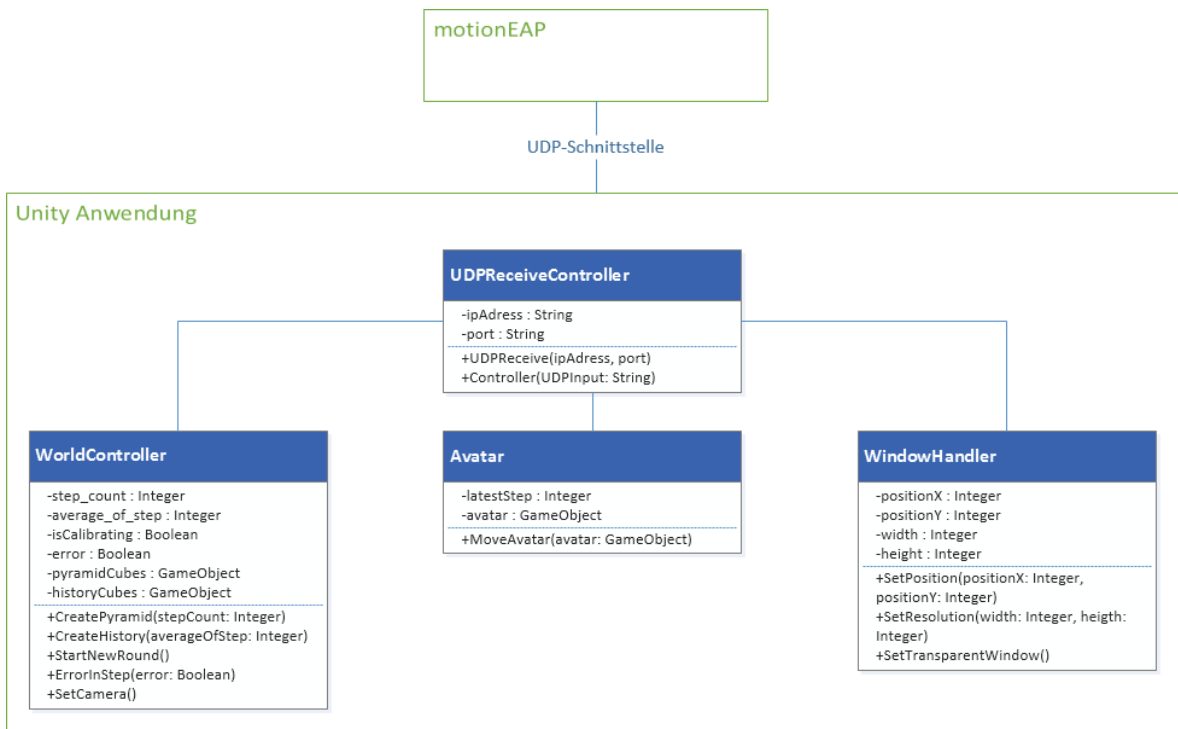 motionEAP
UDP-Schnittstelle
Unity Anwendung
UDPReceiveController
-ipAdress : String
-port : String
+UDPReceive(ipAdress, port)
+Controller(UDPInput: String)
WorldController
-step_count : Integer
-average_of_step : Integer
-isCalibrating : Boolean
-error : Boolean
-pyramidCubes : GameObject
-historyCubes : GameObject
+CreatePyramid(stepCount: Integer)
+CreateHistory(averageOfStep: Integer)
+StartNewRound()
+ErrorInStep(error: Boolean)
+SetCamera()
Avatar
-latestStep : Integer
-avatar : GameObject
+MoveAvatar(avatar: GameObject)
WindowHandler
-positionX : Integer
-positionY : Integer
-width : Integer
-height : Integer
+SetPosition(positionX: Integer,
positionY: Integer)
+SetResolution(width: Integer, heigth:
Integer)
+SetTransparentWindow()